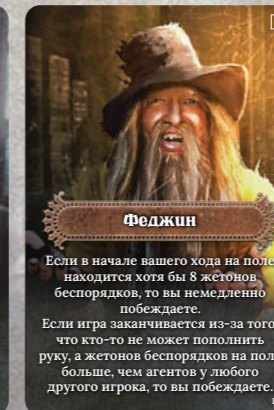 Феджин
Если в начале вашего хода на поле
находится хотя бы 8 жетонов
беспорядков, то вы немедленно
побеждаете.
Если игра заканчивается из-за того
что кто-то не может пополнить
руку, а жетонов беспорядков на пол
больше, чем агентов у любого
другого игрока, то вы побеждаете.